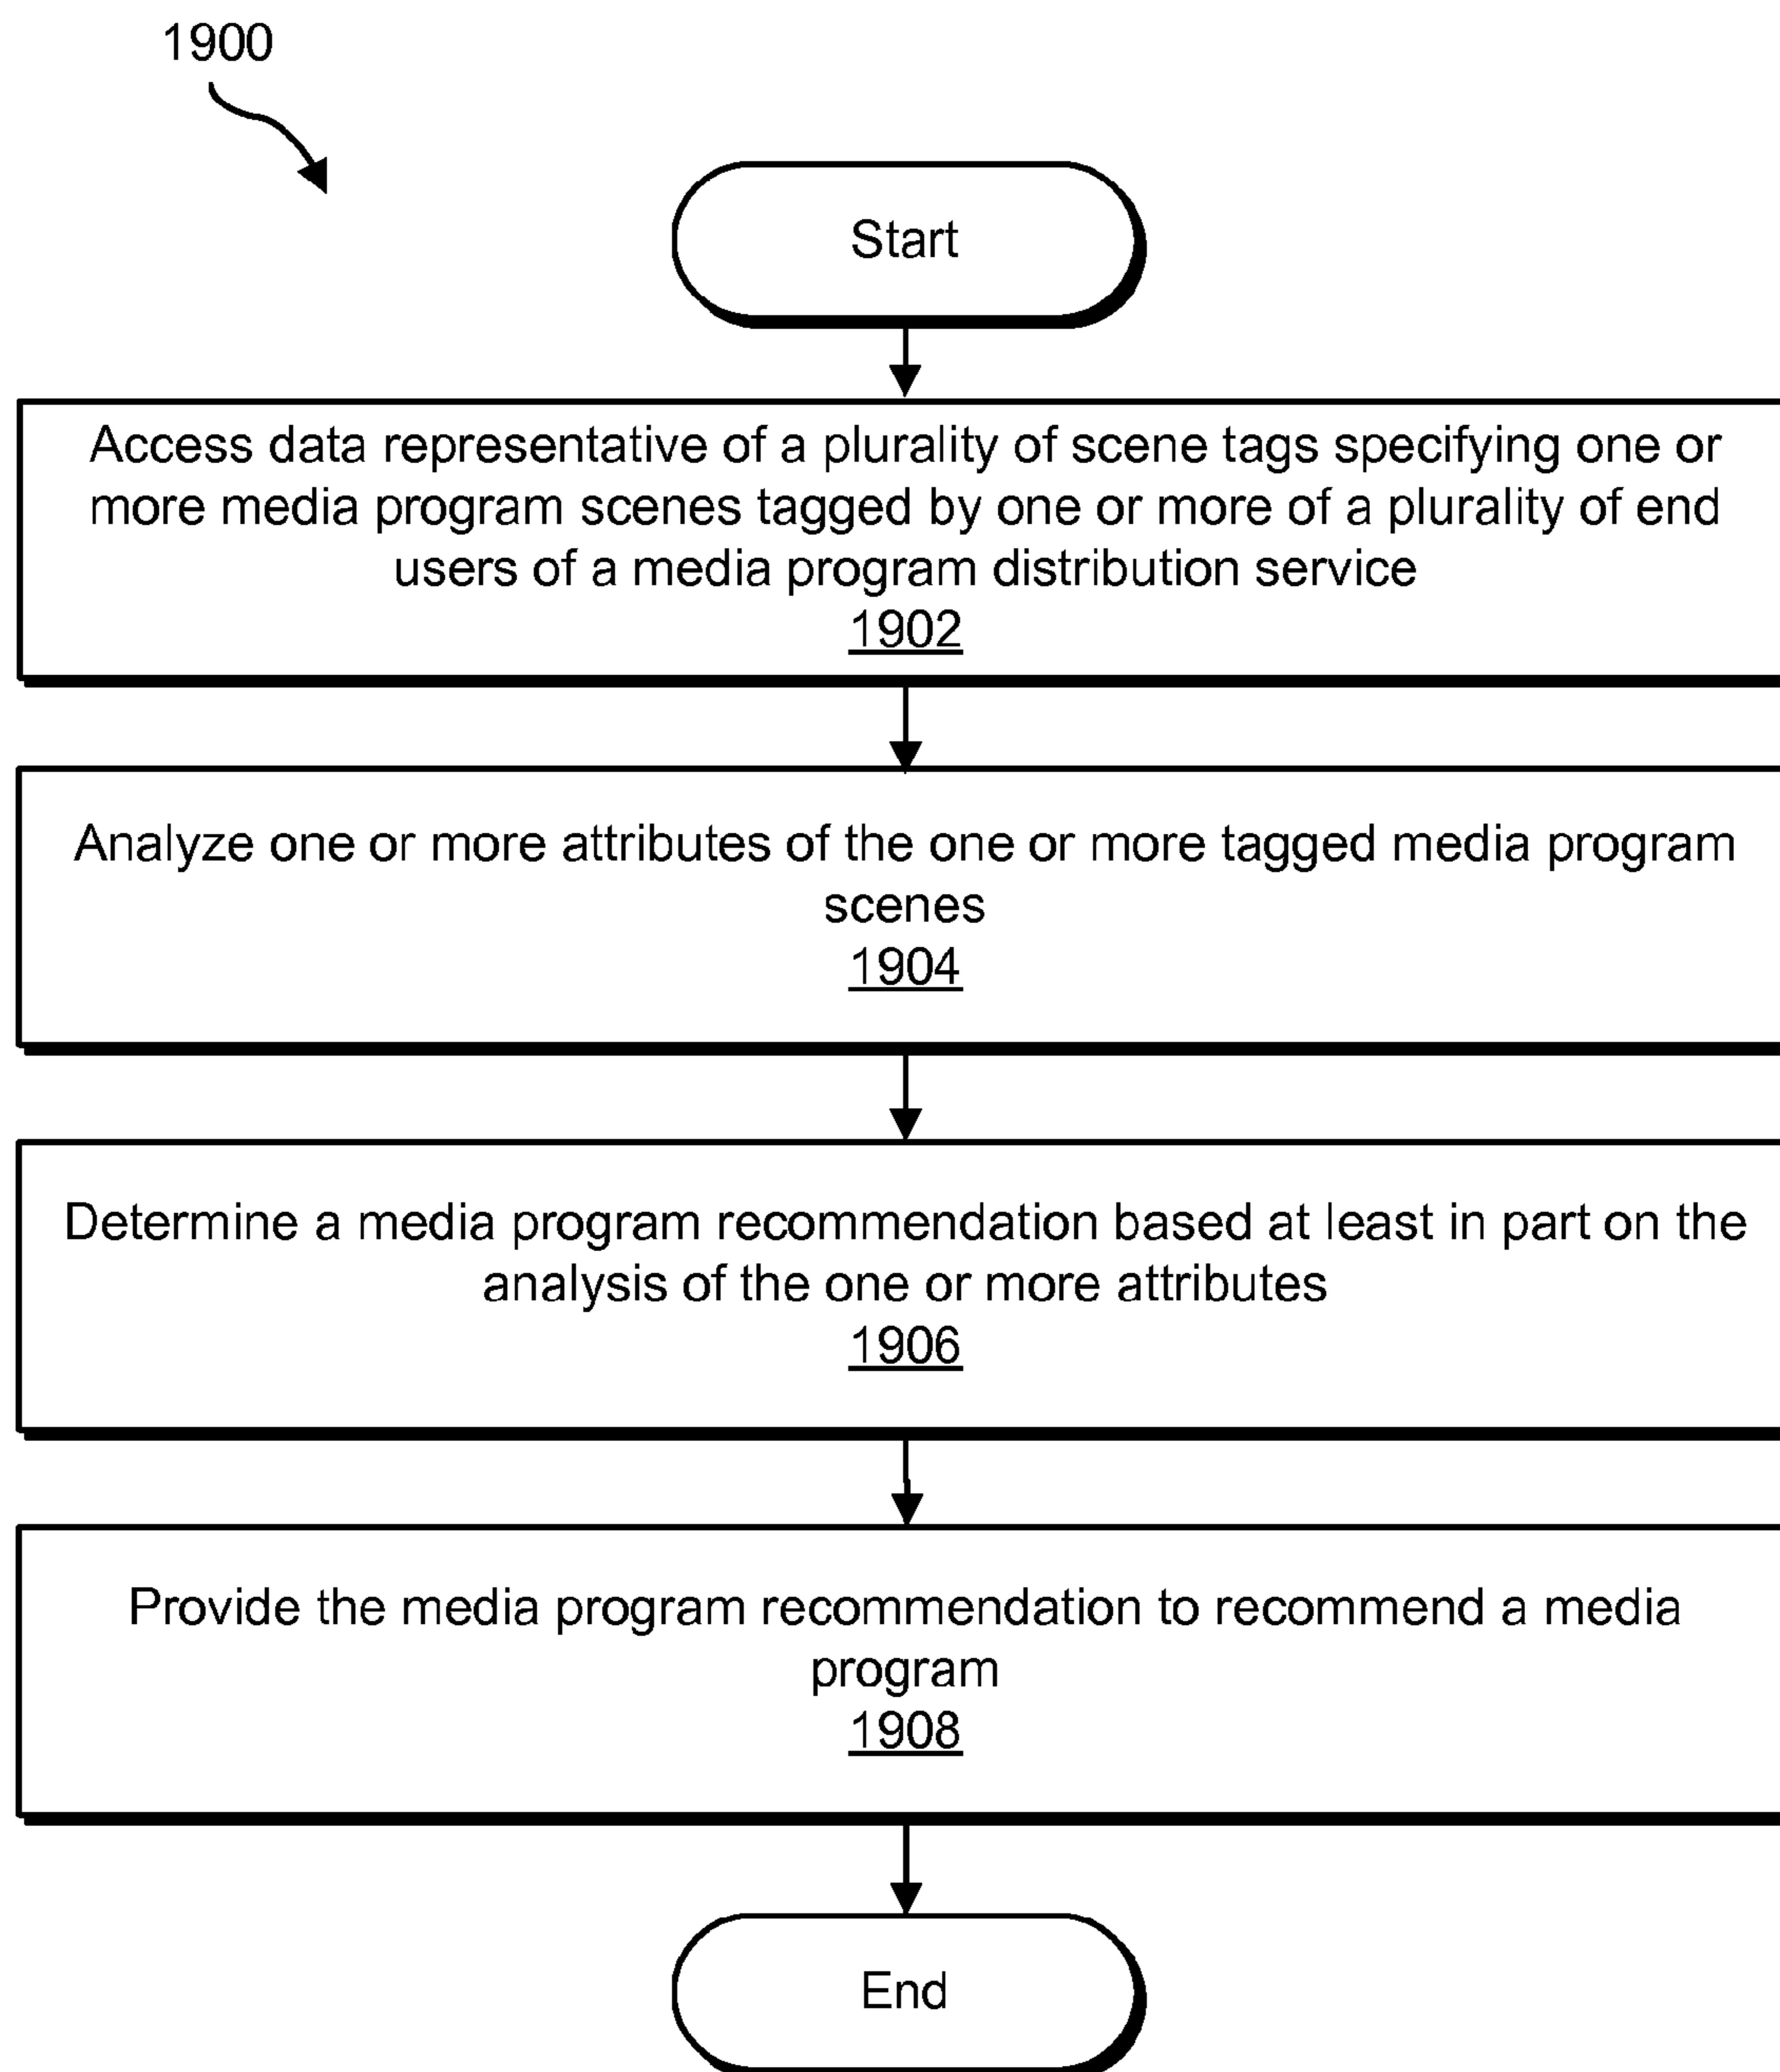 1900
Start
Access data representative of a plurality of scene tags specifying one or
more media program scenes tagged by one or more of a plurality of end
users of a media program distribution service
1902
Analyze one or more attributes of the one or more tagged media program
scenes
1904
Determine a media program recommendation based at least in part on the
analysis of the one or more attributes
1906
Provide the media program recommendation to recommend a media
program
1908
End